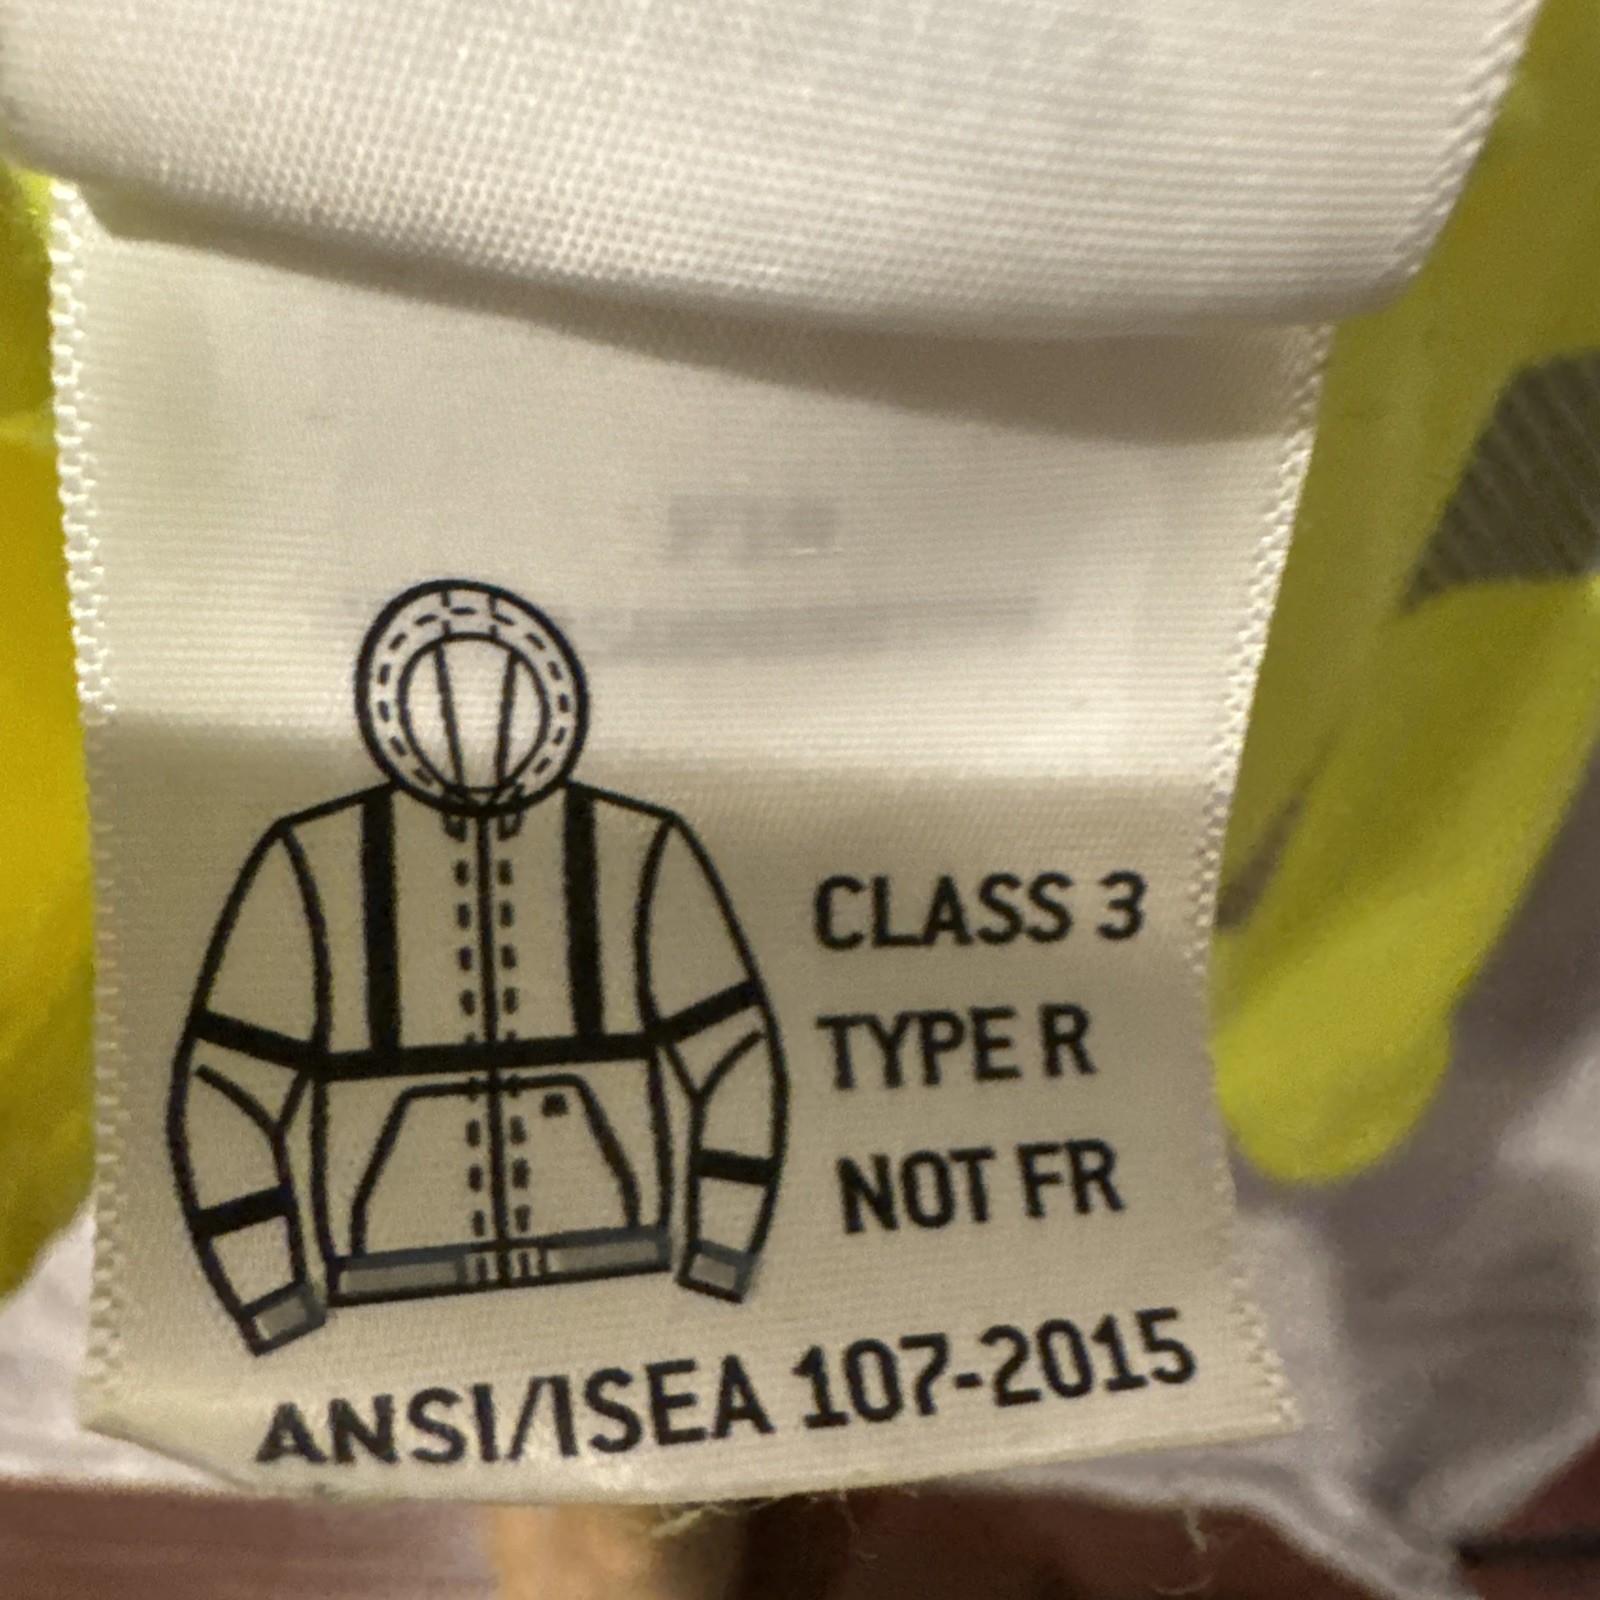 CLASS 3
TYPE R
NOT FR
ANSI/ISEA 107-2015